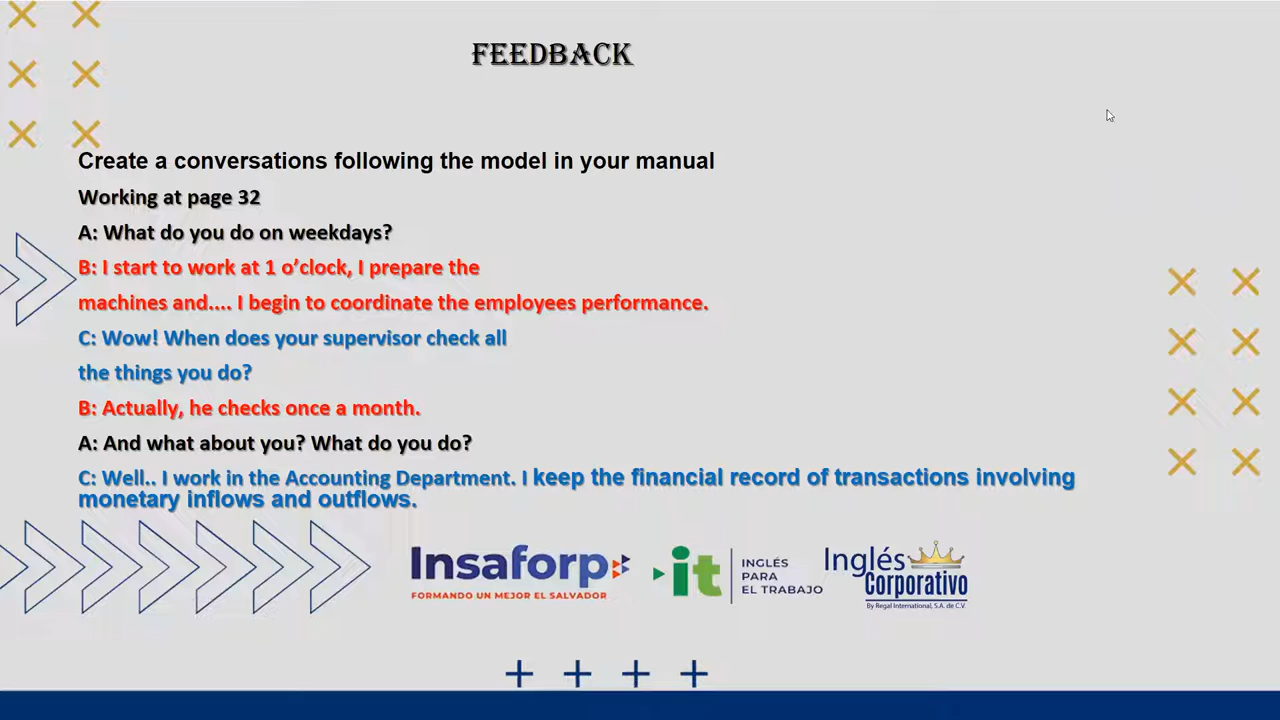 FEEDBACK
Create a conversations following the model in your manual
Working at page 32
A: What do you do on weekdays?
B: I start to work at 1 o’clock, I prepare the
machines and.... I begin to coordinate the employees performance.
C: Wow! When does your supervisor check all
the things you do?
B: Actually, he checks once a month.
A: And what about you? What do you do?
C: Well.. I work in the Accounting Department. I keep the financial record of transactions involving
monetary inflows and outflows.
Insaforp
FORMANDO UN MEJOR EL SALVADOR
it
INGLÉS
PARA
EL TRABAJO
Inglés
Corporativo
By Regal International, S.A. de C.V.